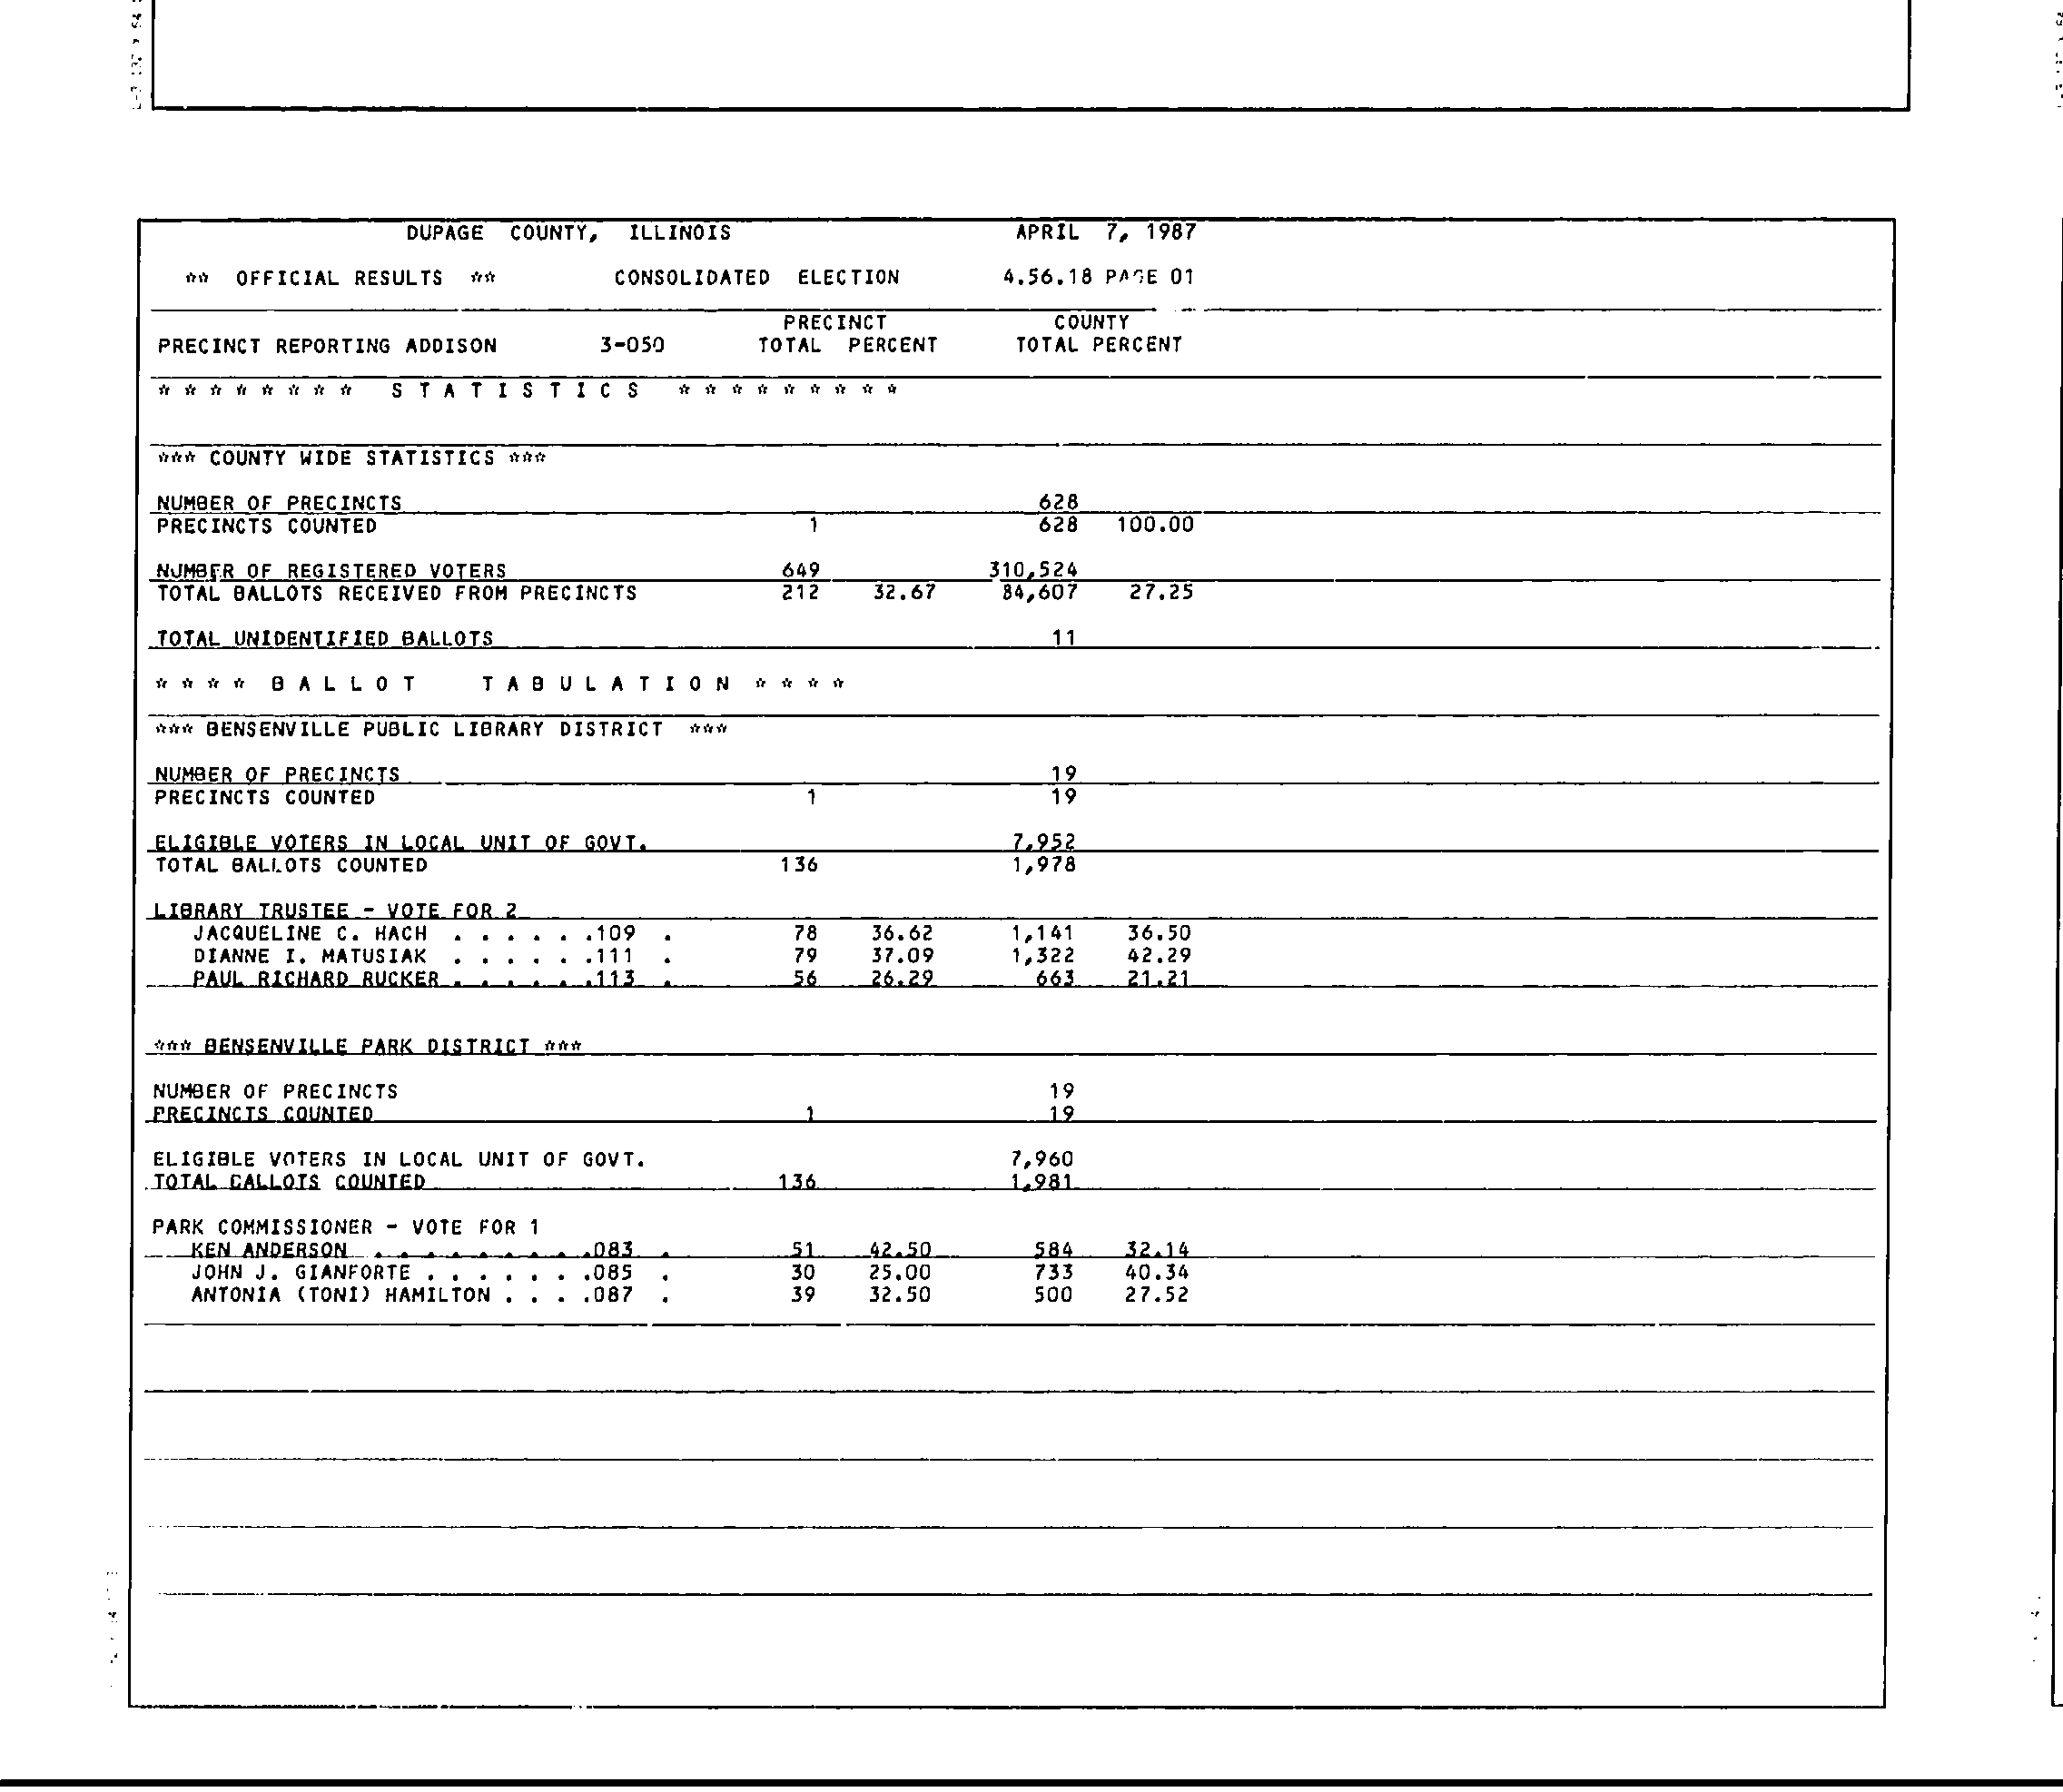 DUPAGE COUNTY, ILLINOIS APRIL 7, 1987
** OFFICIAL RESULTS ** CONSOLIDATED ELECTION 4.56.18 PAGE 01
PRECINCT COUNTY
PRECINCT REPORTING ADDISON 3-050 TOTAL PERCENT TOTAL PERCENT
* * * * * * * * S T A T I S T I C S * * * * * * * * *
*** COUNTY WIDE STATISTICS ***
NUMBER OF PRECINCTS 628
PRECINCTS COUNTED 1 628 100.00
NUMBER OF REGISTERED VOTERS 649 310,524
TOTAL BALLOTS RECEIVED FROM PRECINCTS 212 32.67 84,607 27.25
TOTAL UNIDENTIFIED BALLOTS 11
* * * * B A L L O T T A B U L A T I O N * * * *
*** BENSENVILLE PUBLIC LIBRARY DISTRICT ***
NUMBER OF PRECINCTS 19
PRECINCTS COUNTED 1 19
ELIGIBLE VOTERS IN LOCAL UNIT OF GOVT. 7,952
TOTAL BALLOTS COUNTED 136 1,978
LIBRARY TRUSTEE - VOTE FOR 2
JACQUELINE C. HACH . . . . . .109 . 78 36.62 1,141 36.50
DIANNE I. MATUSIAK . . . . . .111 . 79 37.09 1,322 42.29
PAUL RICHARD RUCKER . . . . . .113 . 56 26.29 663 21.21
*** BENSENVILLE PARK DISTRICT ***
NUMBER OF PRECINCTS 19
PRECINCTS COUNTED 1 19
ELIGIBLE VOTERS IN LOCAL UNIT OF GOVT. 7,960
TOTAL BALLOTS COUNTED 136 1,981
PARK COMMISSIONER - VOTE FOR 1
KEN ANDERSON . . . . . . . . .083 . 51 42.50 584 32.14
JOHN J. GIANFORTE . . . . . . .085 . 30 25.00 733 40.34
ANTONIA (TONI) HAMILTON . . . .087 . 39 32.50 500 27.52